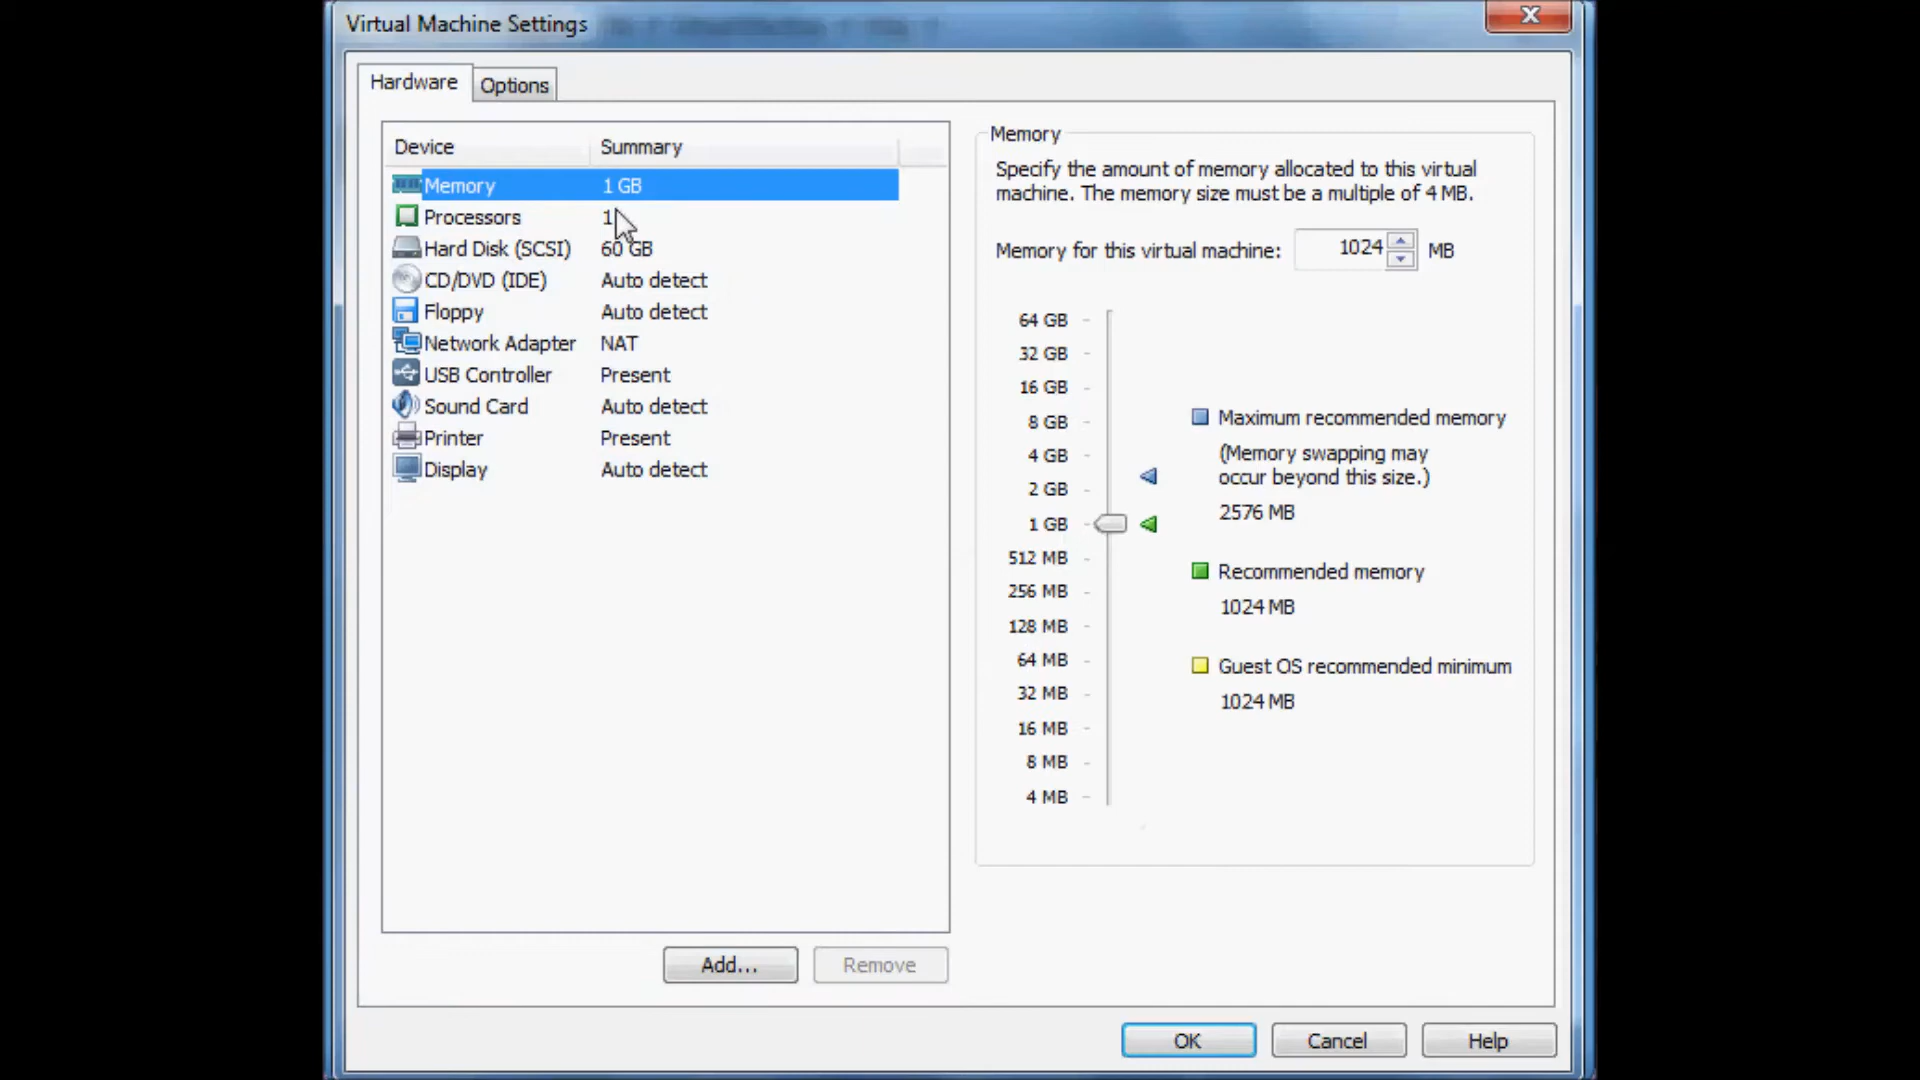 Virtual Machine Settings
Hardware
Options
Device Summary
Memory 1 GB
Processors 1
Hard Disk (SCSI) 60 GB
CD/DVD (IDE) Auto detect
Floppy Auto detect
Network Adapter NAT
USB Controller Present
Sound Card Auto detect
Printer Present
Display Auto detect
Add...
Remove
Memory
Specify the amount of memory allocated to this virtual
machine. The memory size must be a multiple of 4 MB.
Memory for this virtual machine: 1024 MB
64 GB
32 GB
16 GB
8 GB
4 GB
2 GB
1 GB
512 MB
256 MB
128 MB
64 MB
32 MB
16 MB
8 MB
4 MB
Maximum recommended memory
(Memory swapping may
occur beyond this size.)
2576 MB
Recommended memory
1024 MB
Guest OS recommended minimum
1024 MB
OK
Cancel
Help